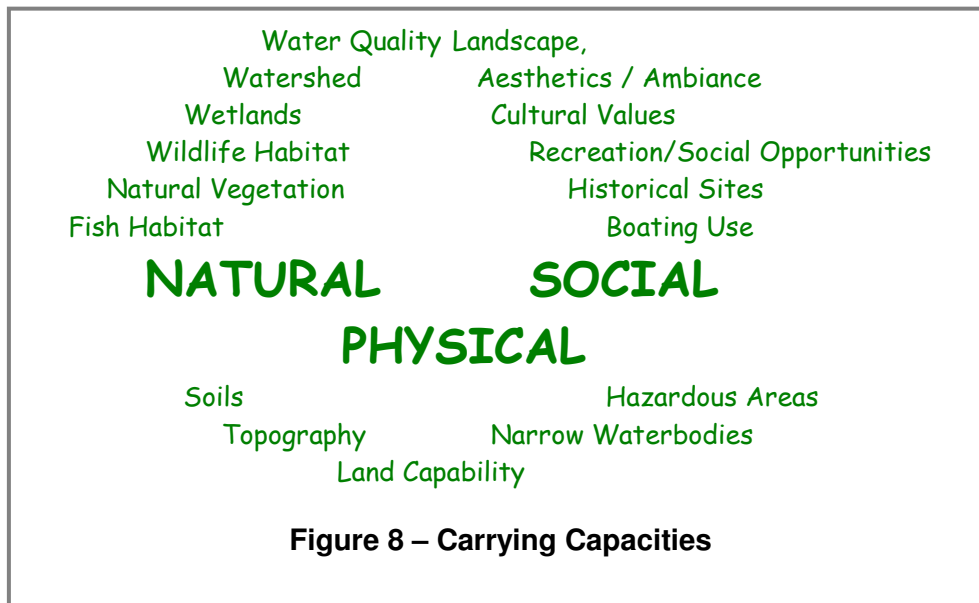 Water Quality Landscape,
Watershed Aesthetics / Ambiance
Wetlands Cultural Values
Wildlife Habitat Recreation/Social Opportunities
Natural Vegetation Historical Sites
Fish Habitat Boating Use
NATURAL SOCIAL
PHYSICAL
Soils Hazardous Areas
Topography Narrow Waterbodies
Land Capability
Figure 8 – Carrying Capacities